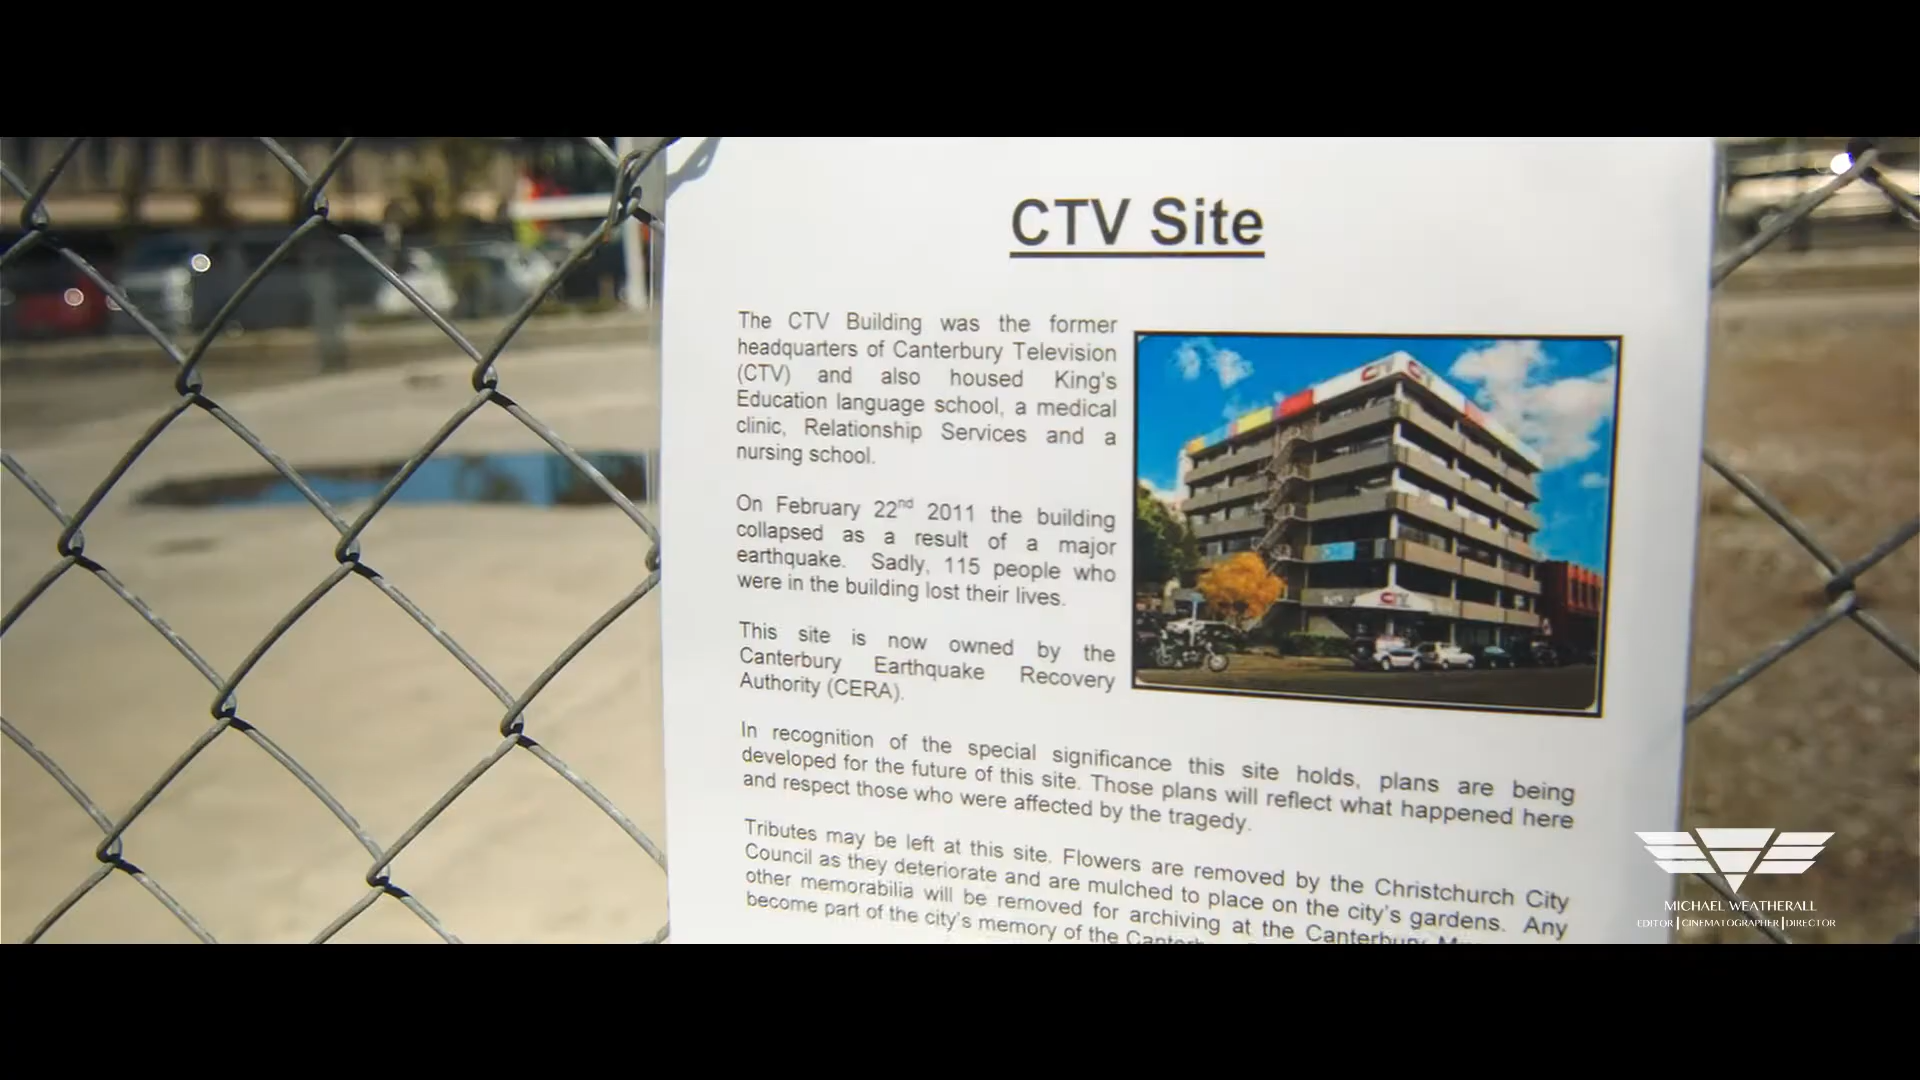 CTV Site
The CTV Building was the former
headquarters of Canterbury Television
(CTV) and also housed King's
Education language school, a medical
clinic, Relationship Services and a
nursing school.
On February 22nd 2011 the building
collapsed as a result of a major
earthquake. Sadly, 115 people who
were in the building lost their lives.
This site is now owned by the
Canterbury Earthquake Recovery
Authority (CERA).
In recognition of the special significance this site holds, plans are being
developed for the future of this site. Those plans will reflect what happened here
and respect those who were affected by the tragedy.
Tributes may be left at this site. Flowers are removed by the Christchurch City
Council as they deteriorate and are mulched to place on the city's gardens. Any
other memorabilia will be removed for archiving at the Canterbury
become part of the city's memory of the
MICHAEL WEATHERALL
EDITOR|CINEMATOGRAPHER|DIRECTOR